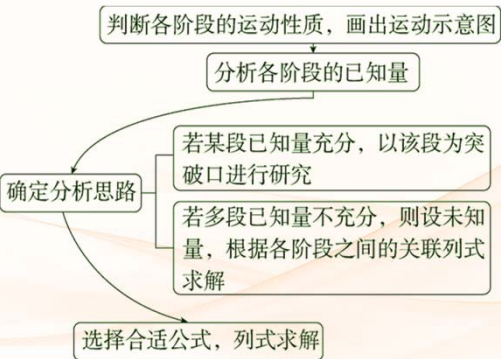 判断各阶段的运动性质，画出运动示意图
分析各阶段的已知量
若某段已知量充分，以该段为突
破口进行研究
确定分析思路
若多段已知量不充分，则设未知
量，根据各阶段之间的关联列式
求解
选择合适公式，列式求解